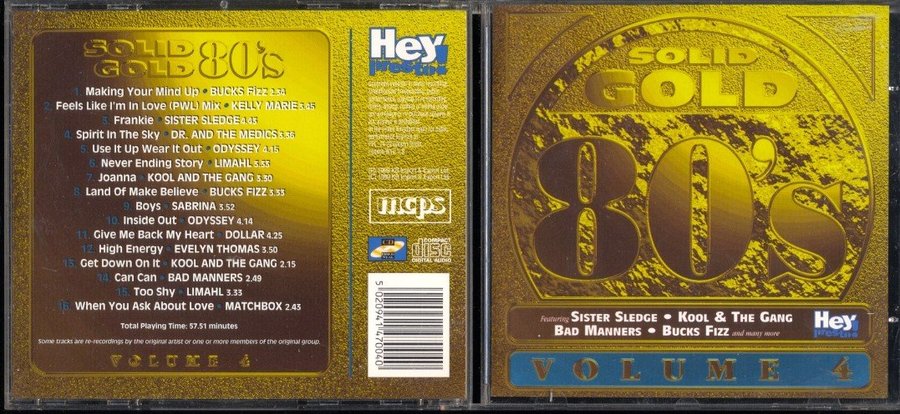 SOLID
GOLD 80's
1. Making Your Mind Up • BUCKS FIZZ 2.34
2. Feels Like I'm In Love (PWL) Mix • KELLY MARIE 3.45
3. Frankie • SISTER SLEDGE 4.43
4. Spirit In The Sky • DR. AND THE MEDICS 3.36
5. Use It Up Wear It Out • ODYSSEY 4.15
6. Never Ending Story • LIMAHL 3.33
7. Joanna • KOOL AND THE GANG 3.30
8. Land Of Make Believe • BUCKS FIZZ 3.33
9. Boys • SABRINA 3.52
10. Inside Out • ODYSSEY 4.14
11. Give Me Back My Heart • DOLLAR 4.25
12. High Energy • EVELYN THOMAS 3.50
13. Get Down On It • KOOL AND THE GANG 2.15
14. Can Can • BAD MANNERS 2.49
15. Too Shy • LIMAHL 3.33
16. When You Ask About Love • MATCHBOX 2.43
Total Playing Time: 57.51 minutes
Some tracks are re-recordings by the original artist or one or more members of the original group.
VOLUME 4
Hey
presto
mcps
COMPACT
disc
DIGITAL AUDIO
5 020941 470040
SOLID
GOLD
80's
Featuring SISTER SLEDGE • KOOL & THE GANG
BAD MANNERS • BUCKS FIZZ and many more
Hey
presto
VOLUME 4